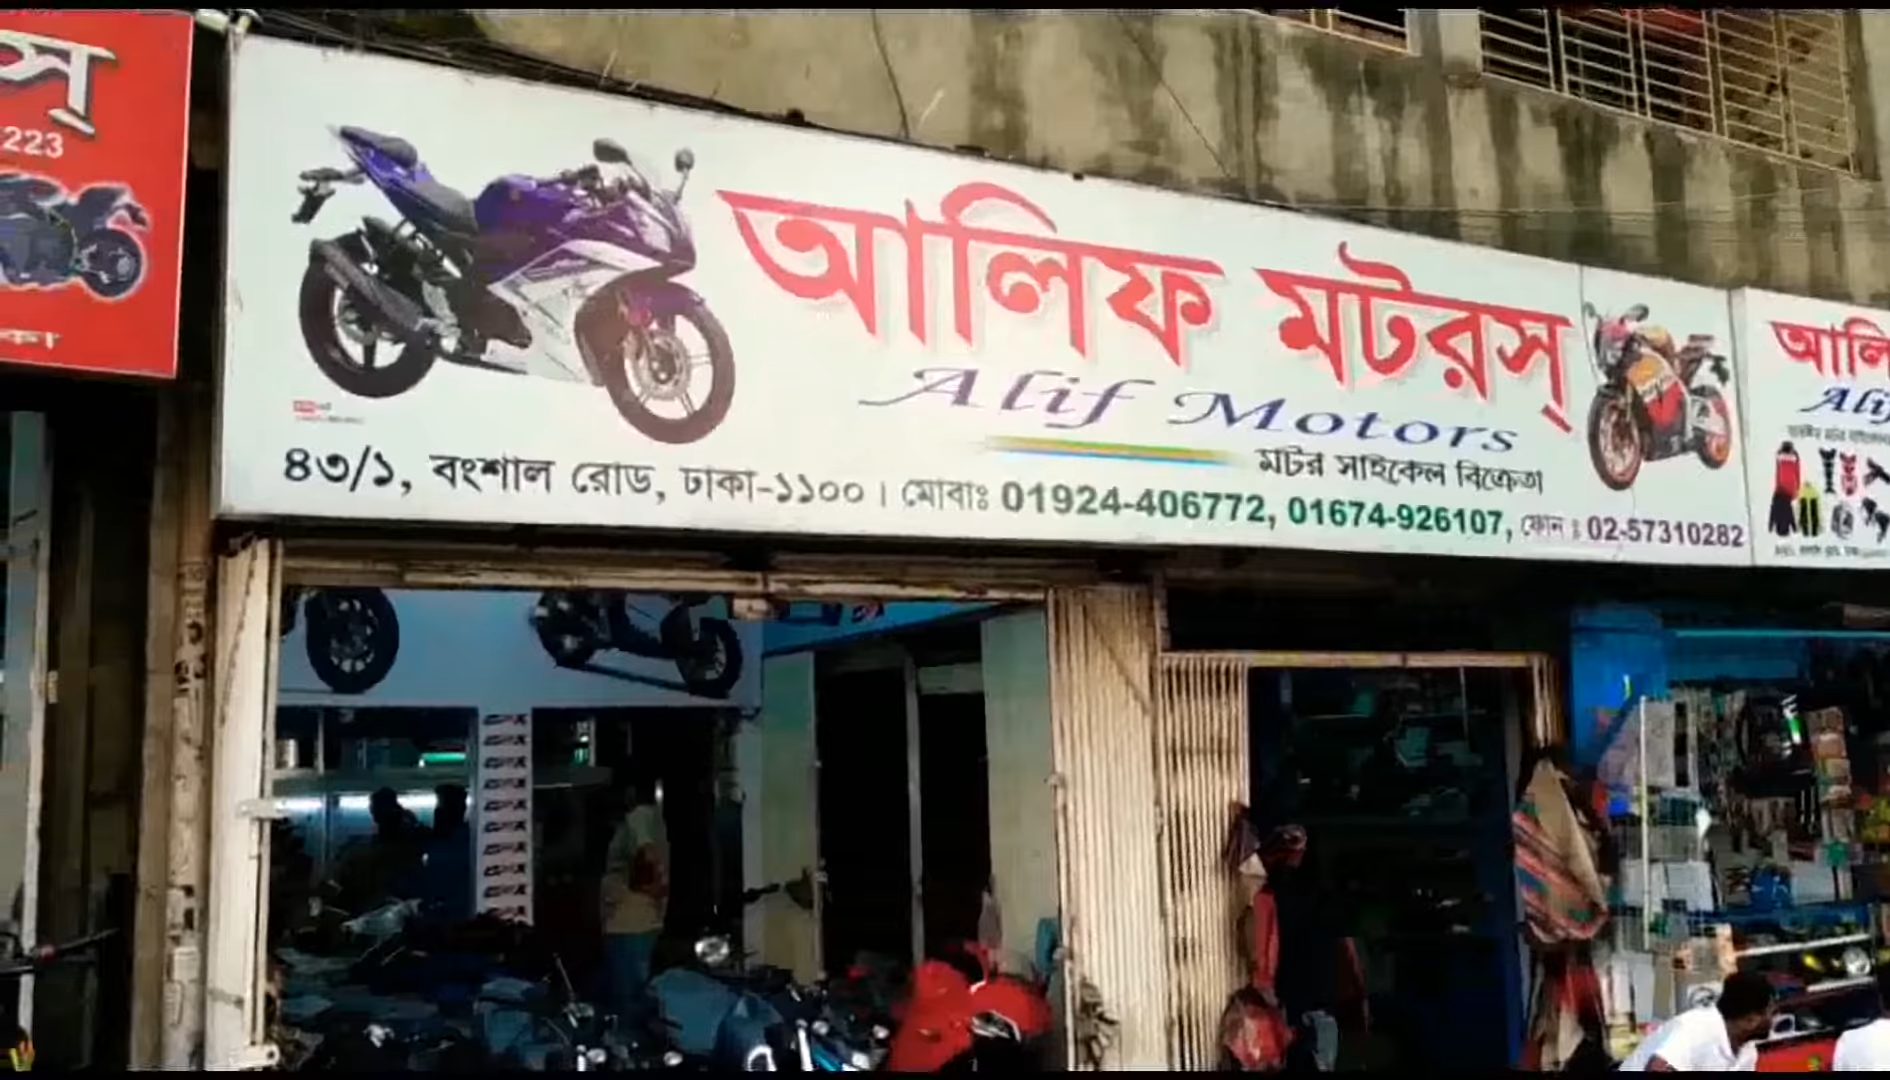 স্
223
কা
আলিফ মটরস্
Alif Motors
মটর সাইকেল বিক্রেতা
৪৩/১, বংশাল রোড, ঢাকা-১১০০। মোবাঃ 01924-406772, 01674-926107, ফোন : 02-57310282
আলি
Alif